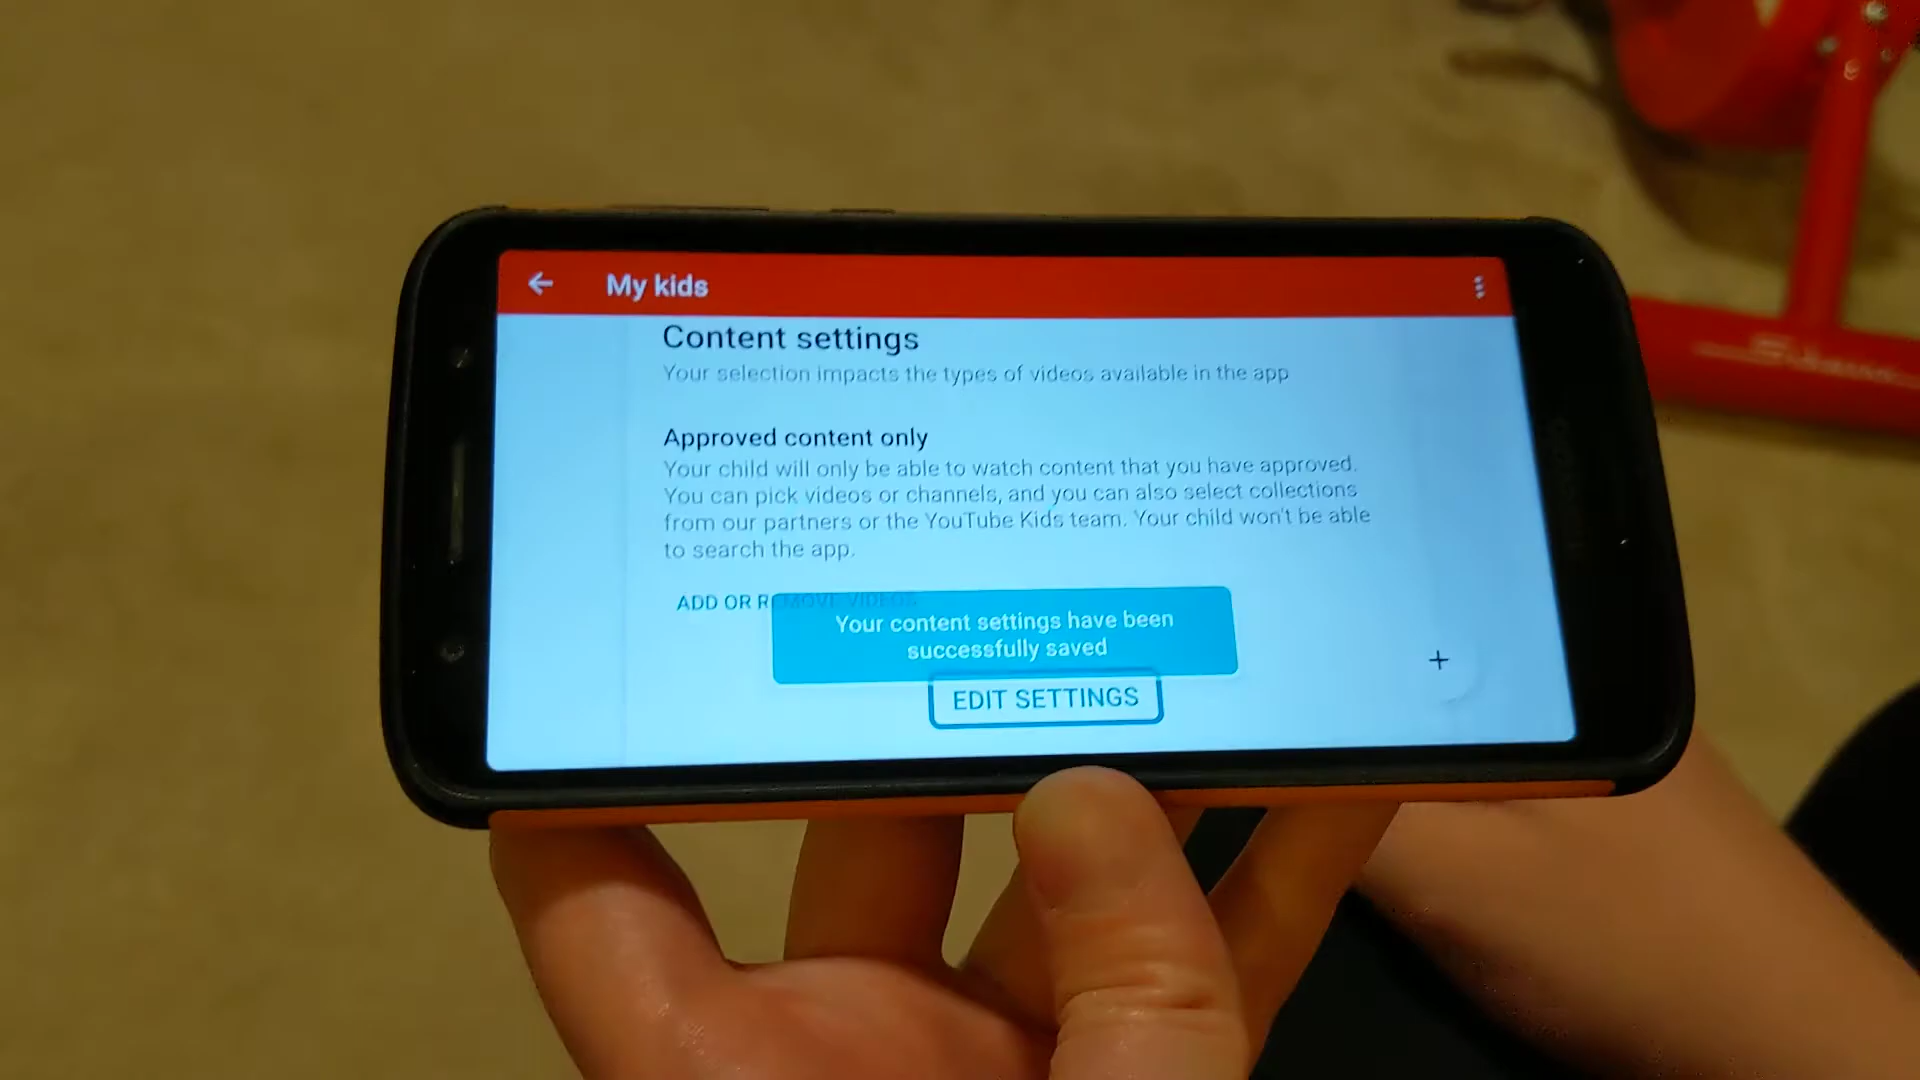 My kids
Content settings
Your selection impacts the types of videos available in the app
Approved content only
Your child will only be able to watch content that you have approved.
You can pick videos or channels, and you can also select collections
from our partners or the YouTube Kids team. Your child won't be able
to search the app.
ADD OR REMOVE VIDEOS
Your content settings have been
successfully saved
+
EDIT SETTINGS